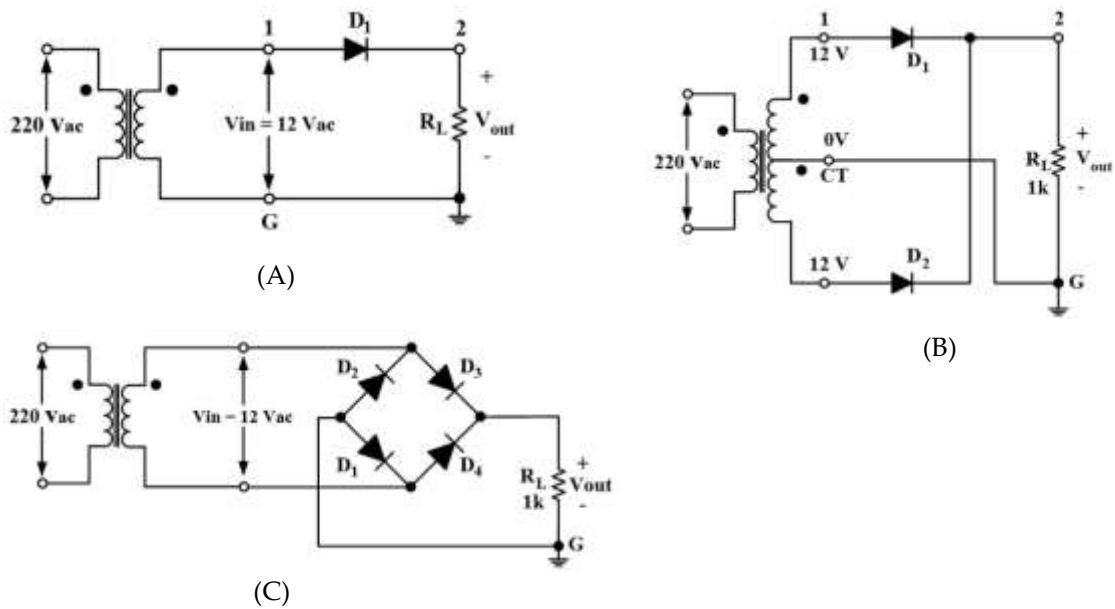 1
D1
2
220 Vac
Vin = 12 Vac
RL
+
Vout
-
G
(A)
1
12 V
D1
2
220 Vac
0V
CT
RL
1k
+
Vout
-
12 V
D2
G
(B)
220 Vac
Vin = 12 Vac
D2
D3
D1
D4
RL
1k
+
Vout
-
G
(C)